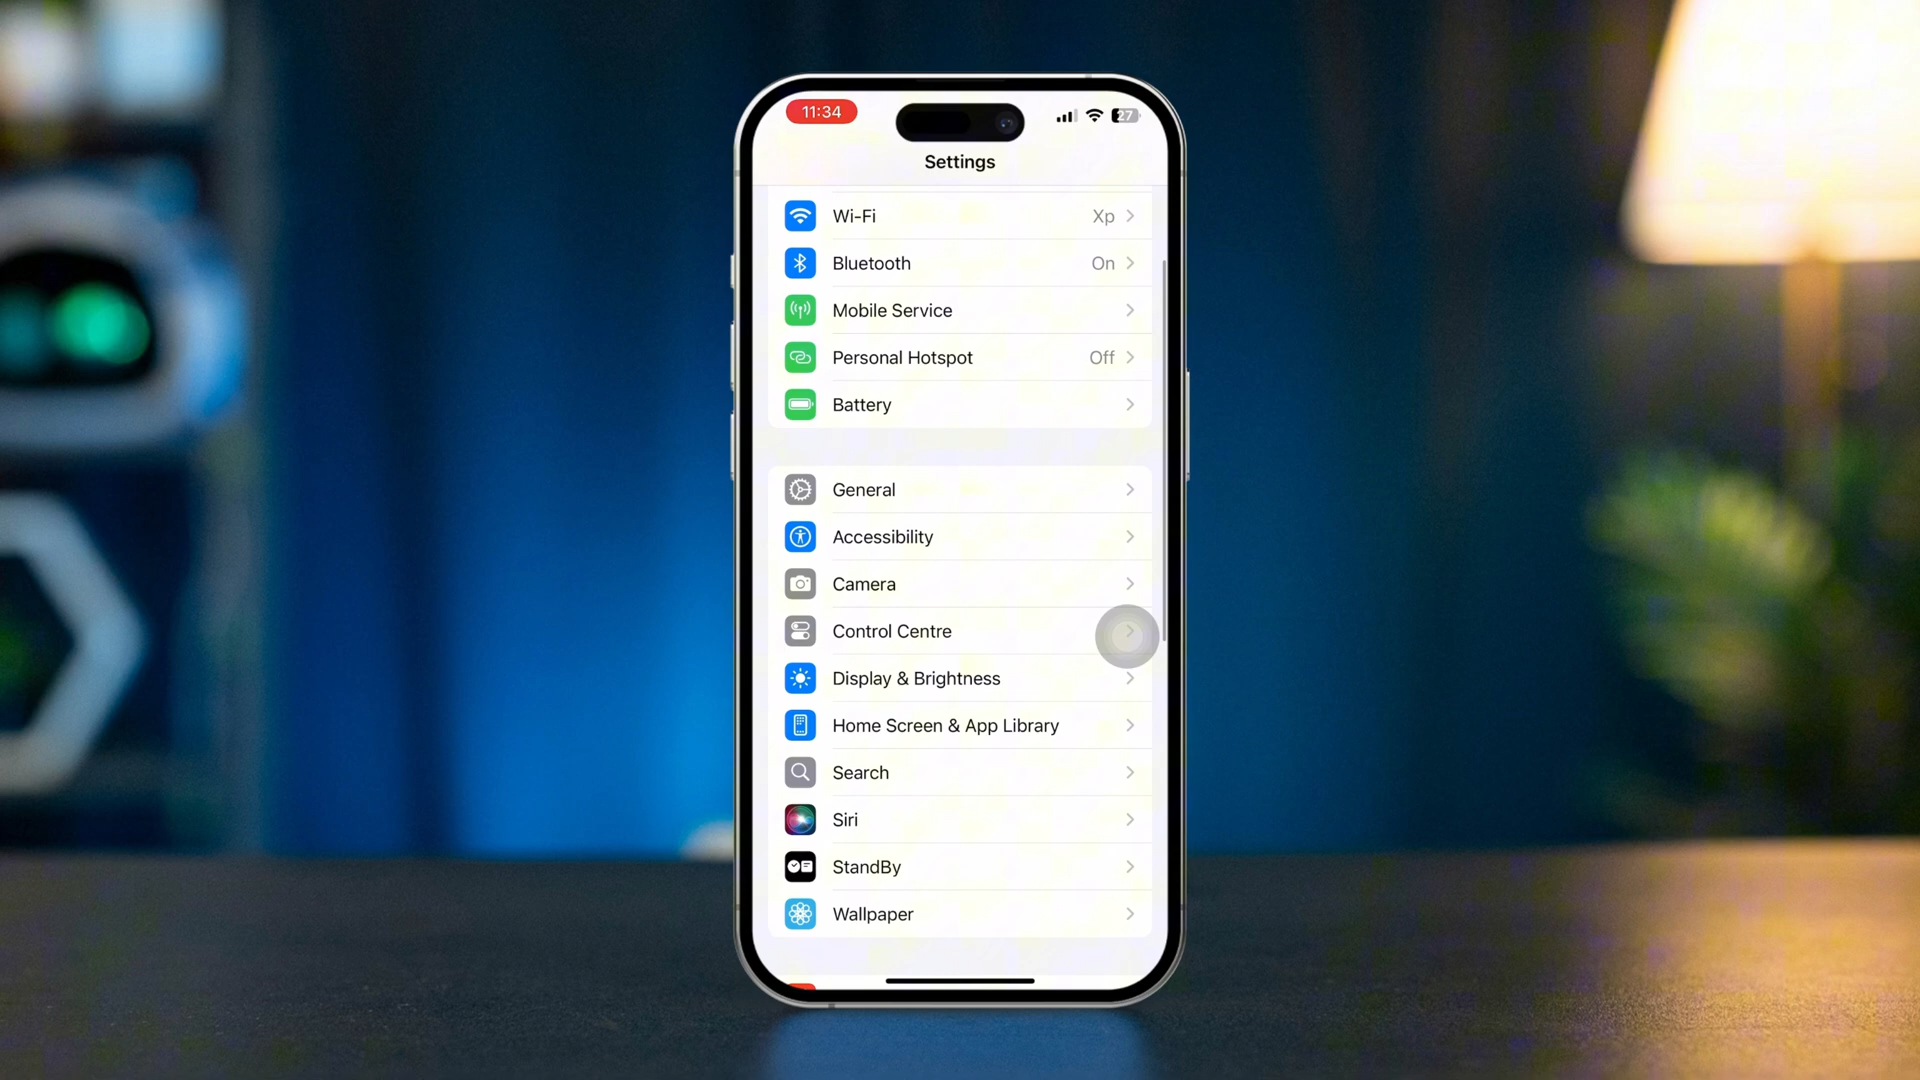 11:34
27
Settings
Wi-Fi Xp
Bluetooth On
Mobile Service
Personal Hotspot Off
Battery
General
Accessibility
Camera
Control Centre
Display & Brightness
Home Screen & App Library
Search
Siri
StandBy
Wallpaper